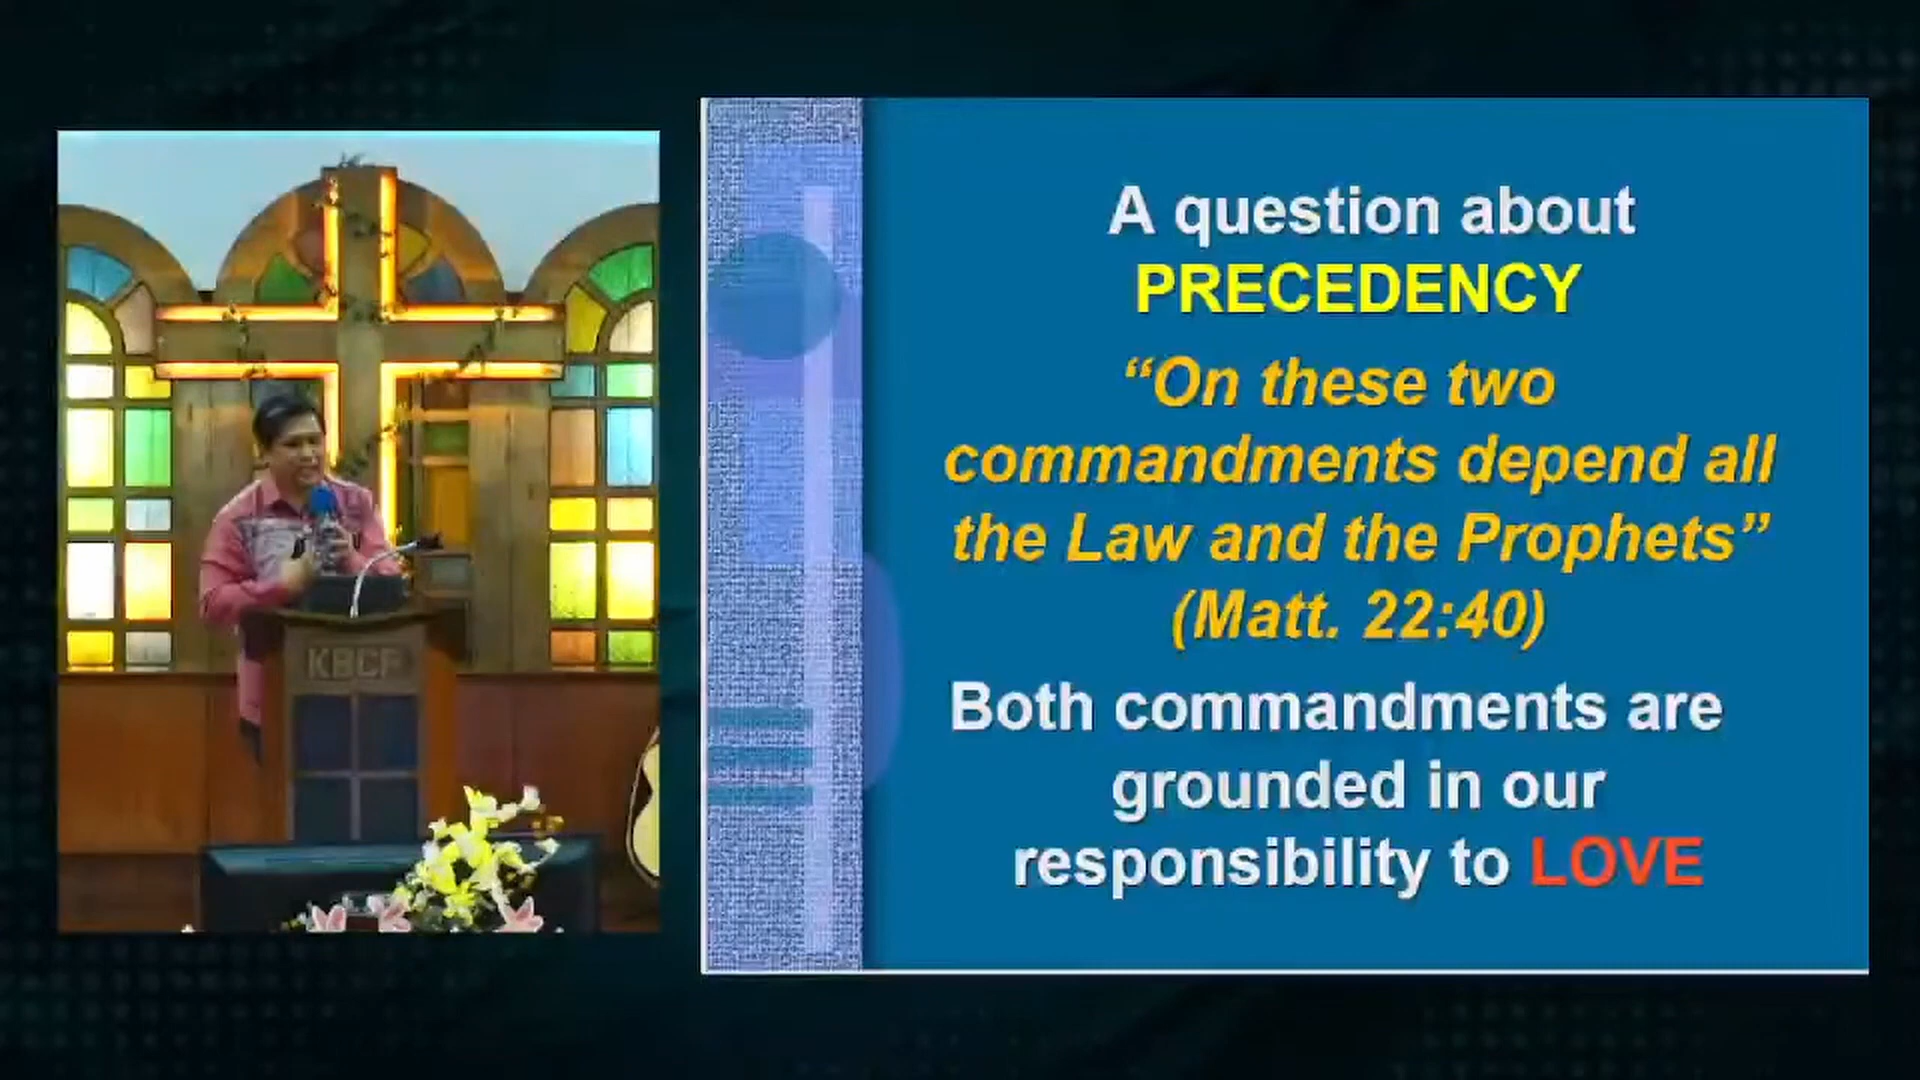 KBCF
A question about
PRECEDENCY
“On these two
commandments depend all
the Law and the Prophets”
(Matt. 22:40)
Both commandments are
grounded in our
responsibility to LOVE